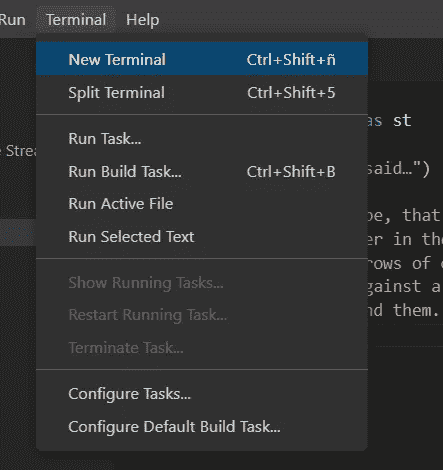 Run Terminal Help
New Terminal Ctrl+Shift+ñ
Split Terminal Ctrl+Shift+5
as st
Run Task...
e Strea
Run Build Task... Ctrl+Shift+B
said…")
Run Active File
pe, that
Run Selected Text
er in the
rows of
Show Running Tasks...
gainst a
Restart Running Task...
nd them.
Terminate Task...
Configure Tasks...
Configure Default Build Task...